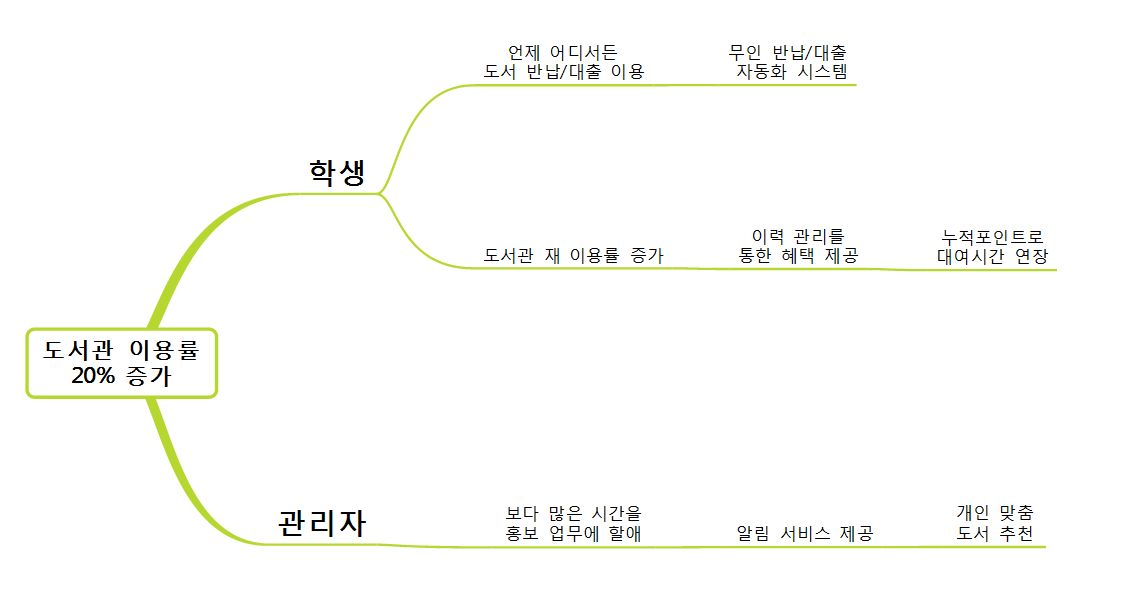 언제 어디서든
도서 반납/대출 이용
무인 반납/대출
자동화 시스템
학생
도서관 재 이용률 증가
이력 관리를
통한 혜택 제공
누적포인트로
대여시간 연장
도서관 이용률
20% 증가
관리자
보다 많은 시간을
홍보 업무에 할애
알림 서비스 제공
개인 맞춤
도서 추천